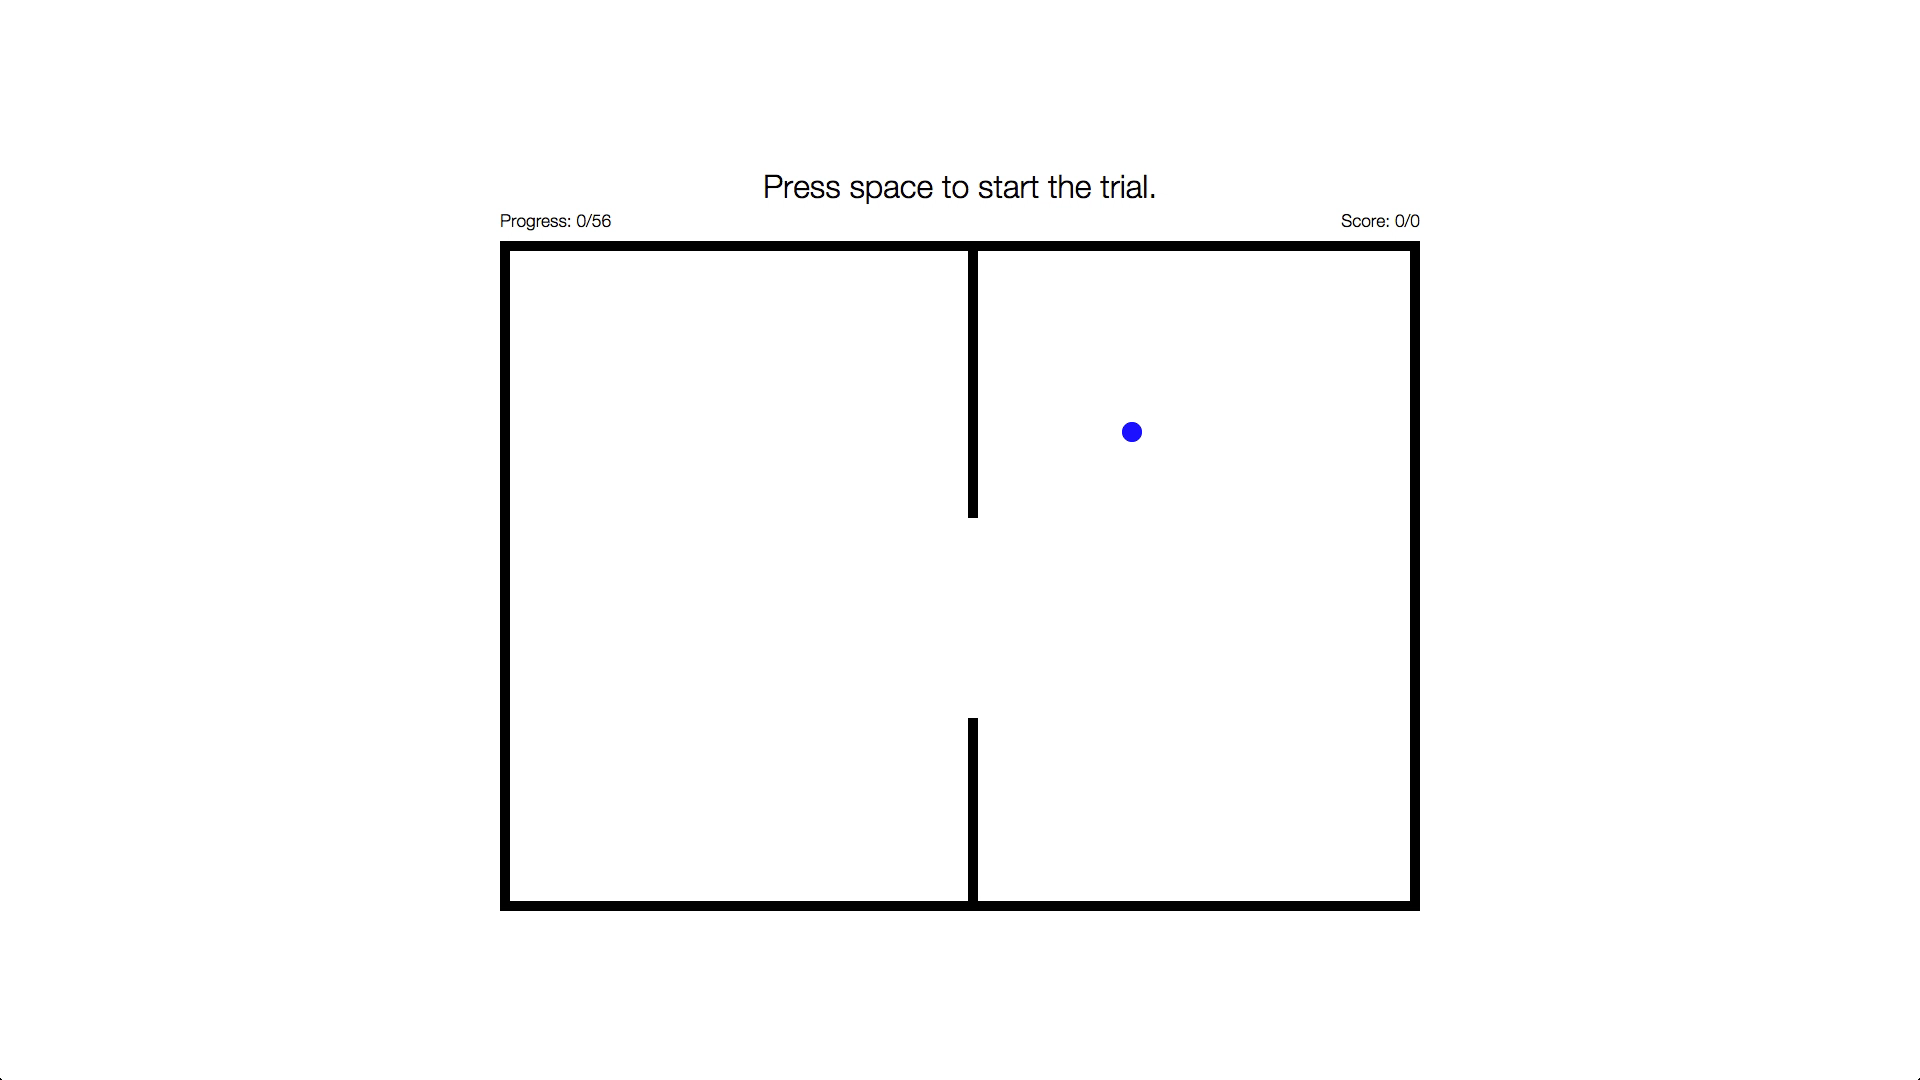 Press space to start the trial.
Progress: 0/56
Score: 0/0